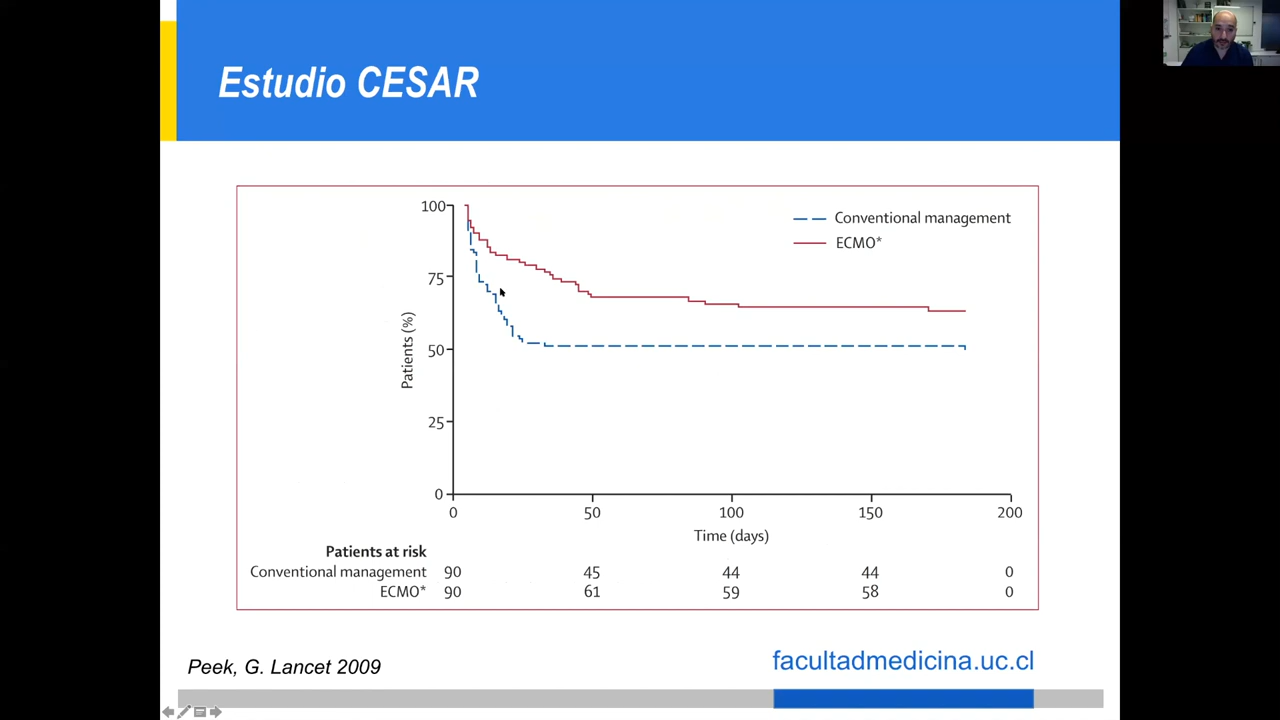 Estudio CESAR
Conventional management
ECMO*
100
75
50
25
0
Patients (%)
0 50 100 150 200
Time (days)
Patients at risk
Conventional management 90 45 44 44 0
ECMO* 90 61 59 58 0
Peek, G. Lancet 2009
facultadmedicina.uc.cl